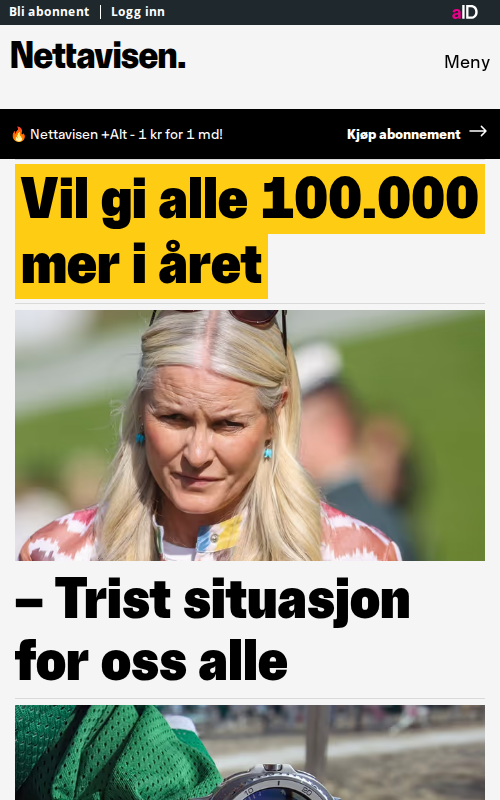 Bli abonnent | Logg inn
aID
Nettavisen.
Meny
🔥 Nettavisen +Alt - 1 kr for 1 md!
Kjøp abonnement →
Vil gi alle 100.000
mer i året
– Trist situasjon
for oss alle